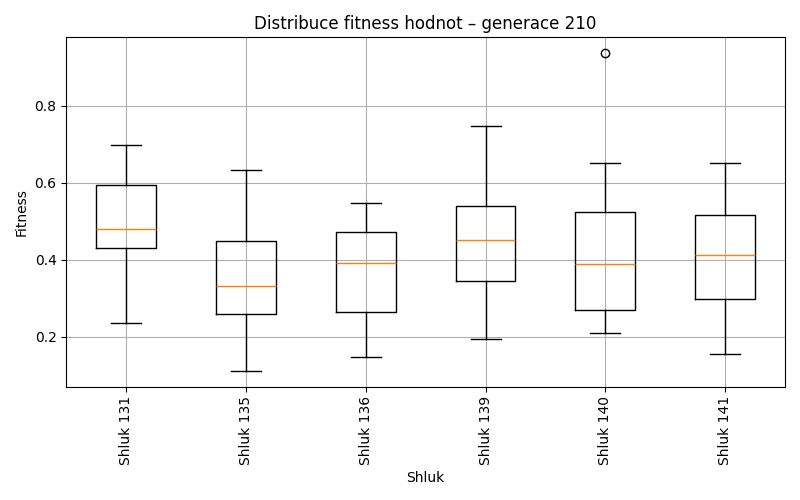 Distribuce fitness hodnot – generace 210
Fitness
0.8
0.6
0.4
0.2
Shluk 131
Shluk 135
Shluk 136
Shluk 139
Shluk 140
Shluk 141
Shluk